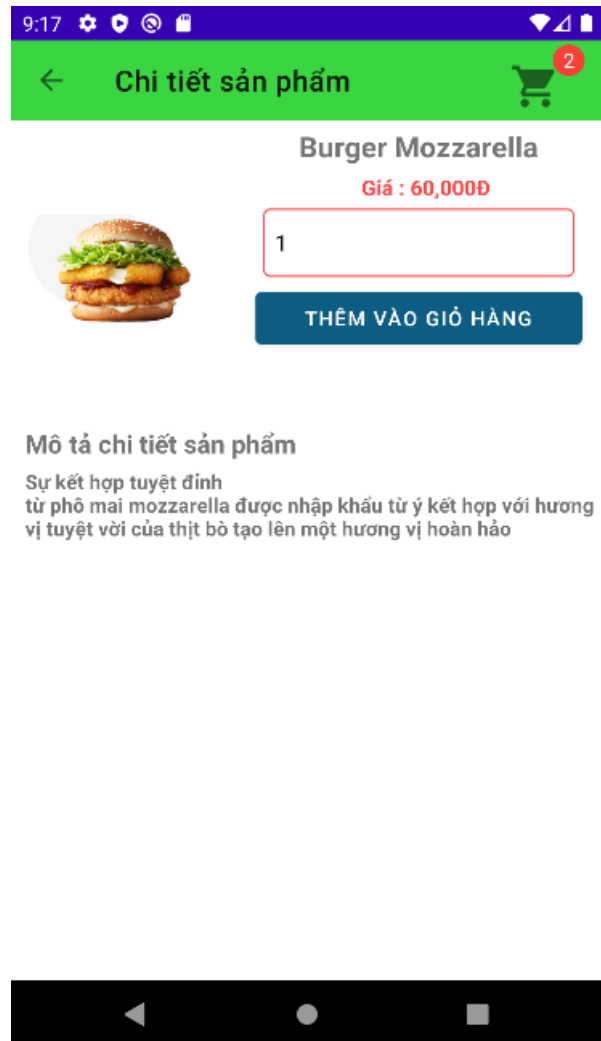 9:17
Chi tiết sản phẩm
2
Burger Mozzarella
Giá : 60,000Đ
1
THÊM VÀO GIỎ HÀNG
Mô tả chi tiết sản phẩm
Sự kết hợp tuyệt đỉnh
từ phô mai mozzarella được nhập khẩu từ ý kết hợp với hương
vị tuyệt vời của thịt bò tạo lên một hương vị hoàn hảo